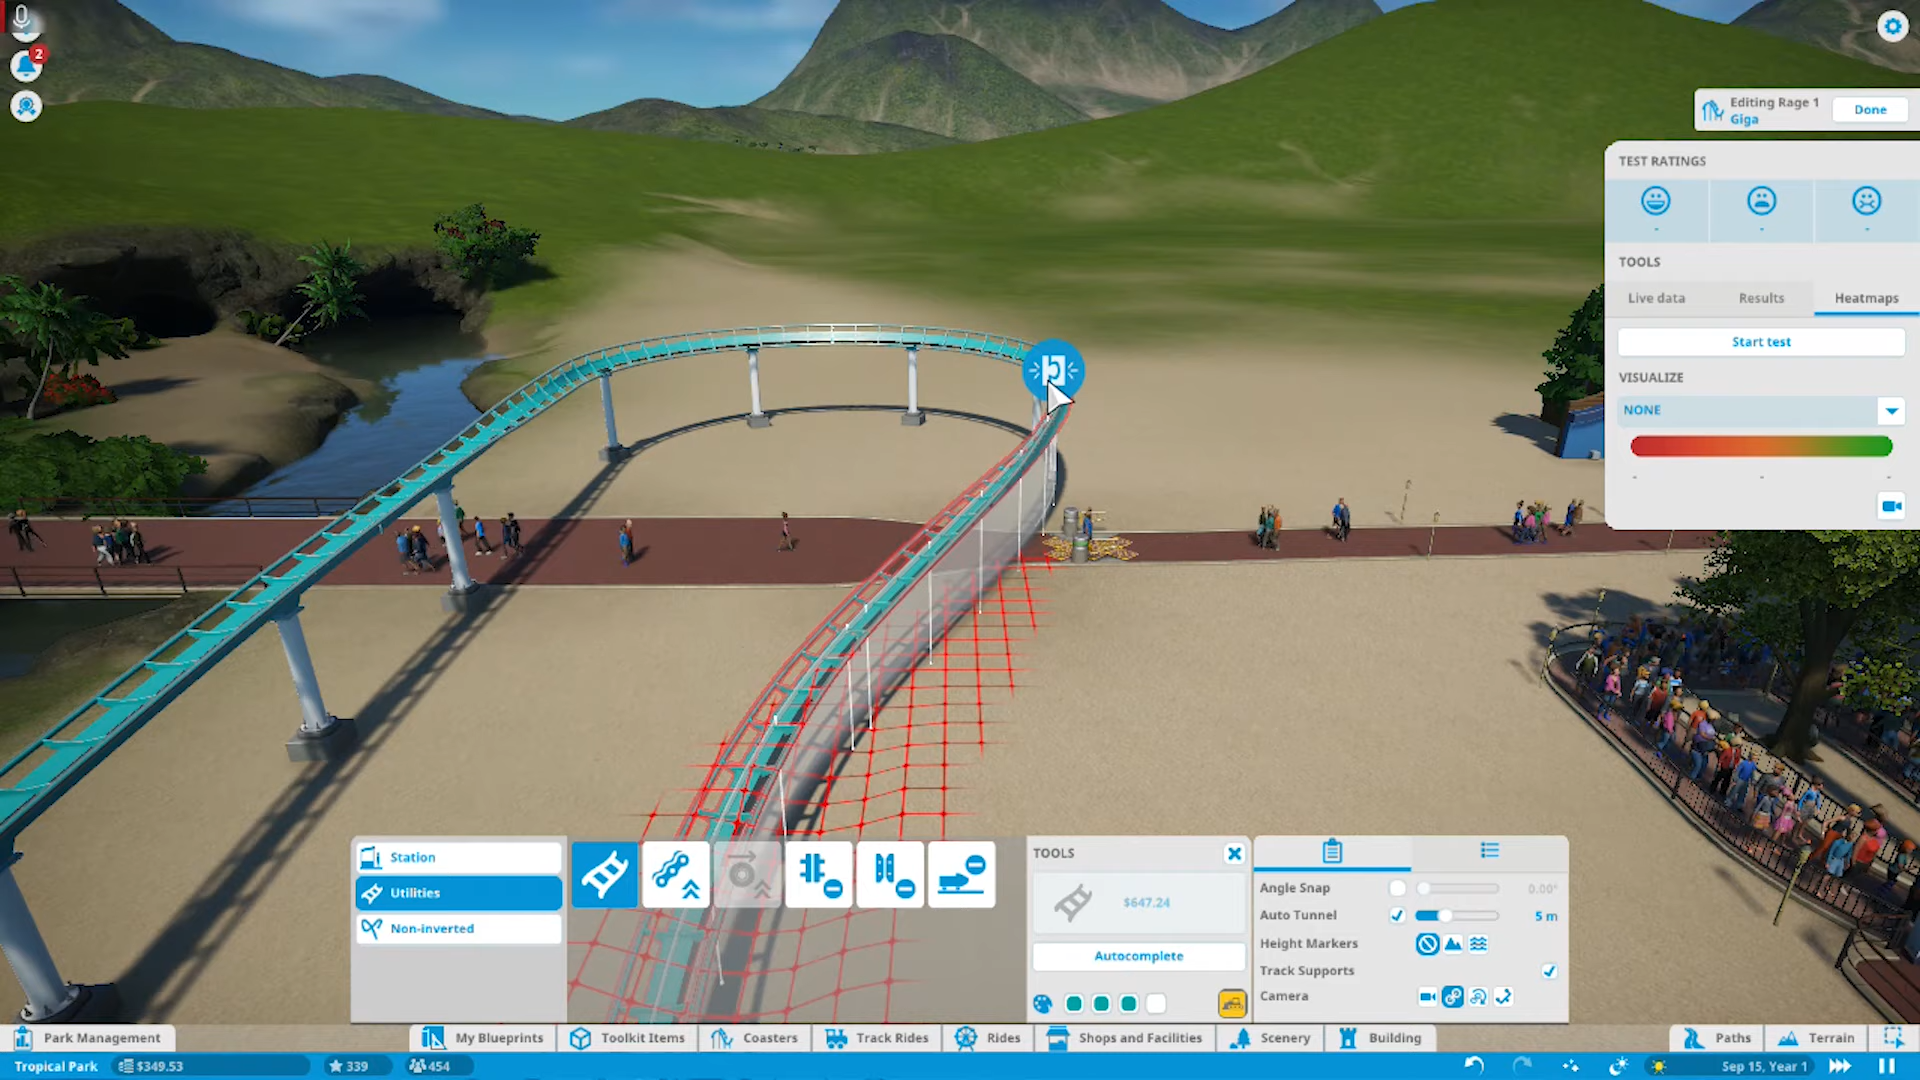 2
Editing Rage 1
Giga
Done
TEST RATINGS
- - -
TOOLS
Live data Results Heatmaps
Start test
VISUALIZE
NONE
- - -
Station
Utilities
Non-inverted
TOOLS
$647.24
Autocomplete
Angle Snap 0.00°
Auto Tunnel 5 m
Height Markers
Track Supports
Camera
Park Management My Blueprints Toolkit Items Coasters Track Rides Rides Shops and Facilities Scenery Building Paths Terrain
Tropical Park $349.53 339 454 Sep 15, Year 1